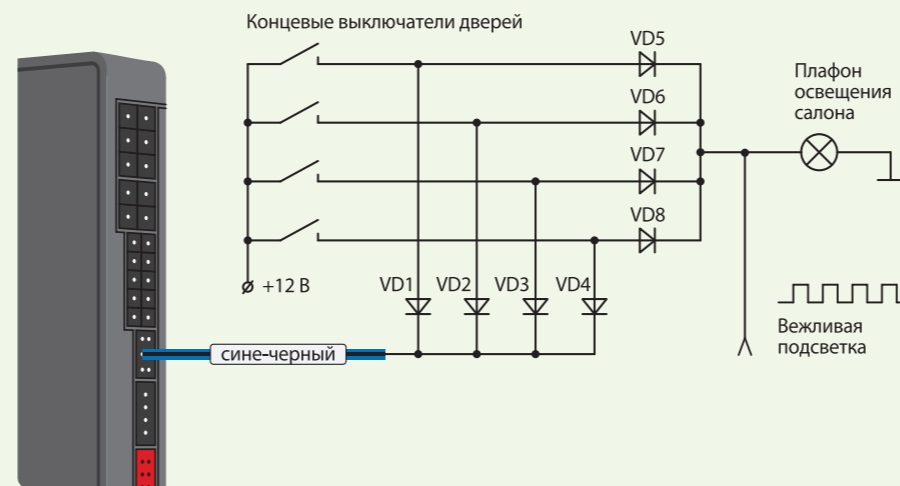 Концевые выключатели дверей
VD5
Плафон
освещения
салона
VD6
VD7
VD8
+12 В
VD1
VD2
VD3
VD4
Вежливая
подсветка
сине-черный